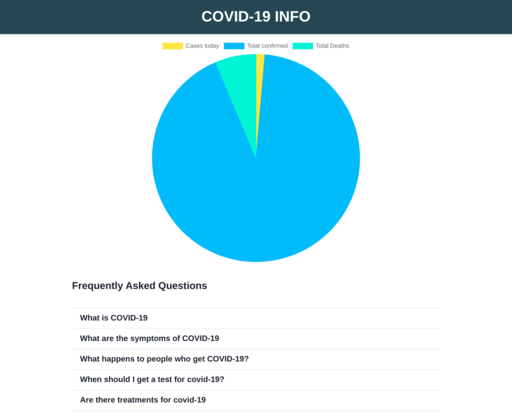 COVID-19 INFO
Cases today Total confirmed Total Deaths
Frequently Asked Questions
What is COVID-19
What are the symptoms of COVID-19
What happens to people who get COVID-19?
When should I get a test for covid-19?
Are there treatments for covid-19